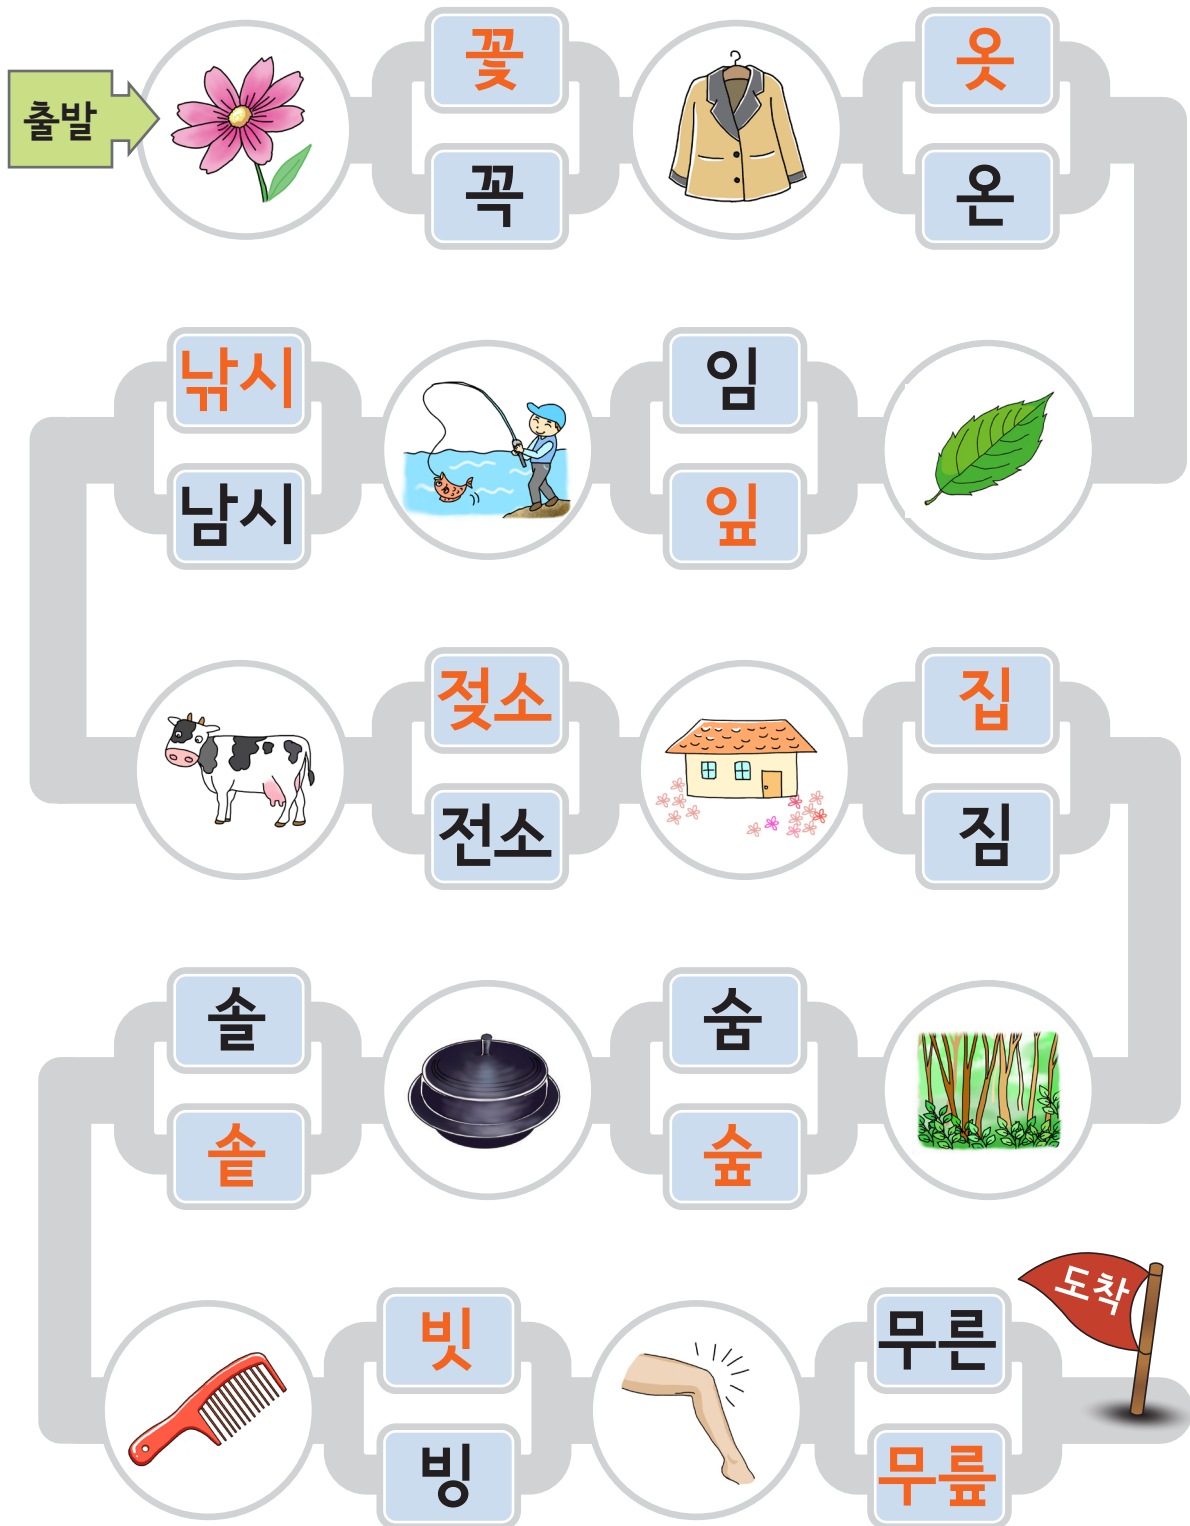 출발
꽃
꼭
옷
온
임
잎
낚시
남시
젖소
전소
집
짐
숨
숲
솔
솥
빗
빙
무른
무릎
도착